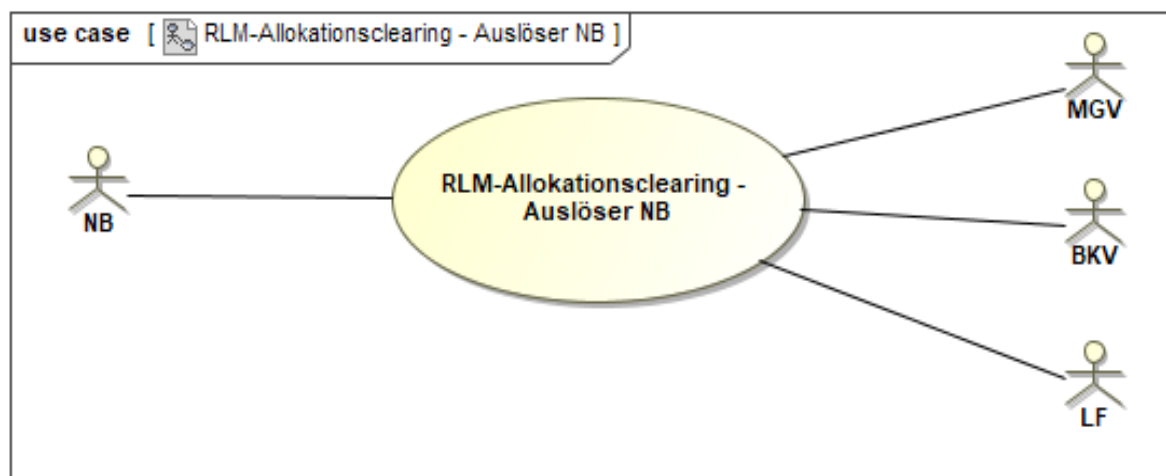 use case [ RLM-Allokationsclearing - Auslöser NB ]
MGV
RLM-Allokationsclearing -
Auslöser NB
NB
BKV
LF